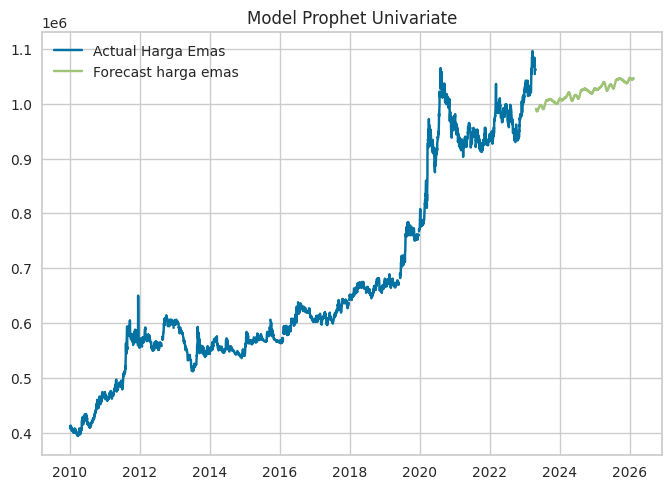 Model Prophet Univariate
1e6
Actual Harga Emas
Forecast harga emas
1.1
1.0
0.9
0.8
0.7
0.6
0.5
0.4
2010 2012 2014 2016 2018 2020 2022 2024 2026